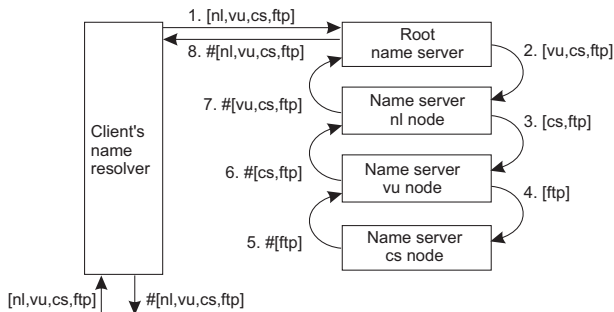 1. [nl,vu,cs,ftp]
8. #[nl,vu,cs,ftp]
Root
name server
2. [vu,cs,ftp]
7. #[vu,cs,ftp]
Name server
nl node
3. [cs,ftp]
Client's
name
resolver
6. #[cs,ftp]
Name server
vu node
4. [ftp]
5. #[ftp]
Name server
cs node
[nl,vu,cs,ftp]
#[nl,vu,cs,ftp]